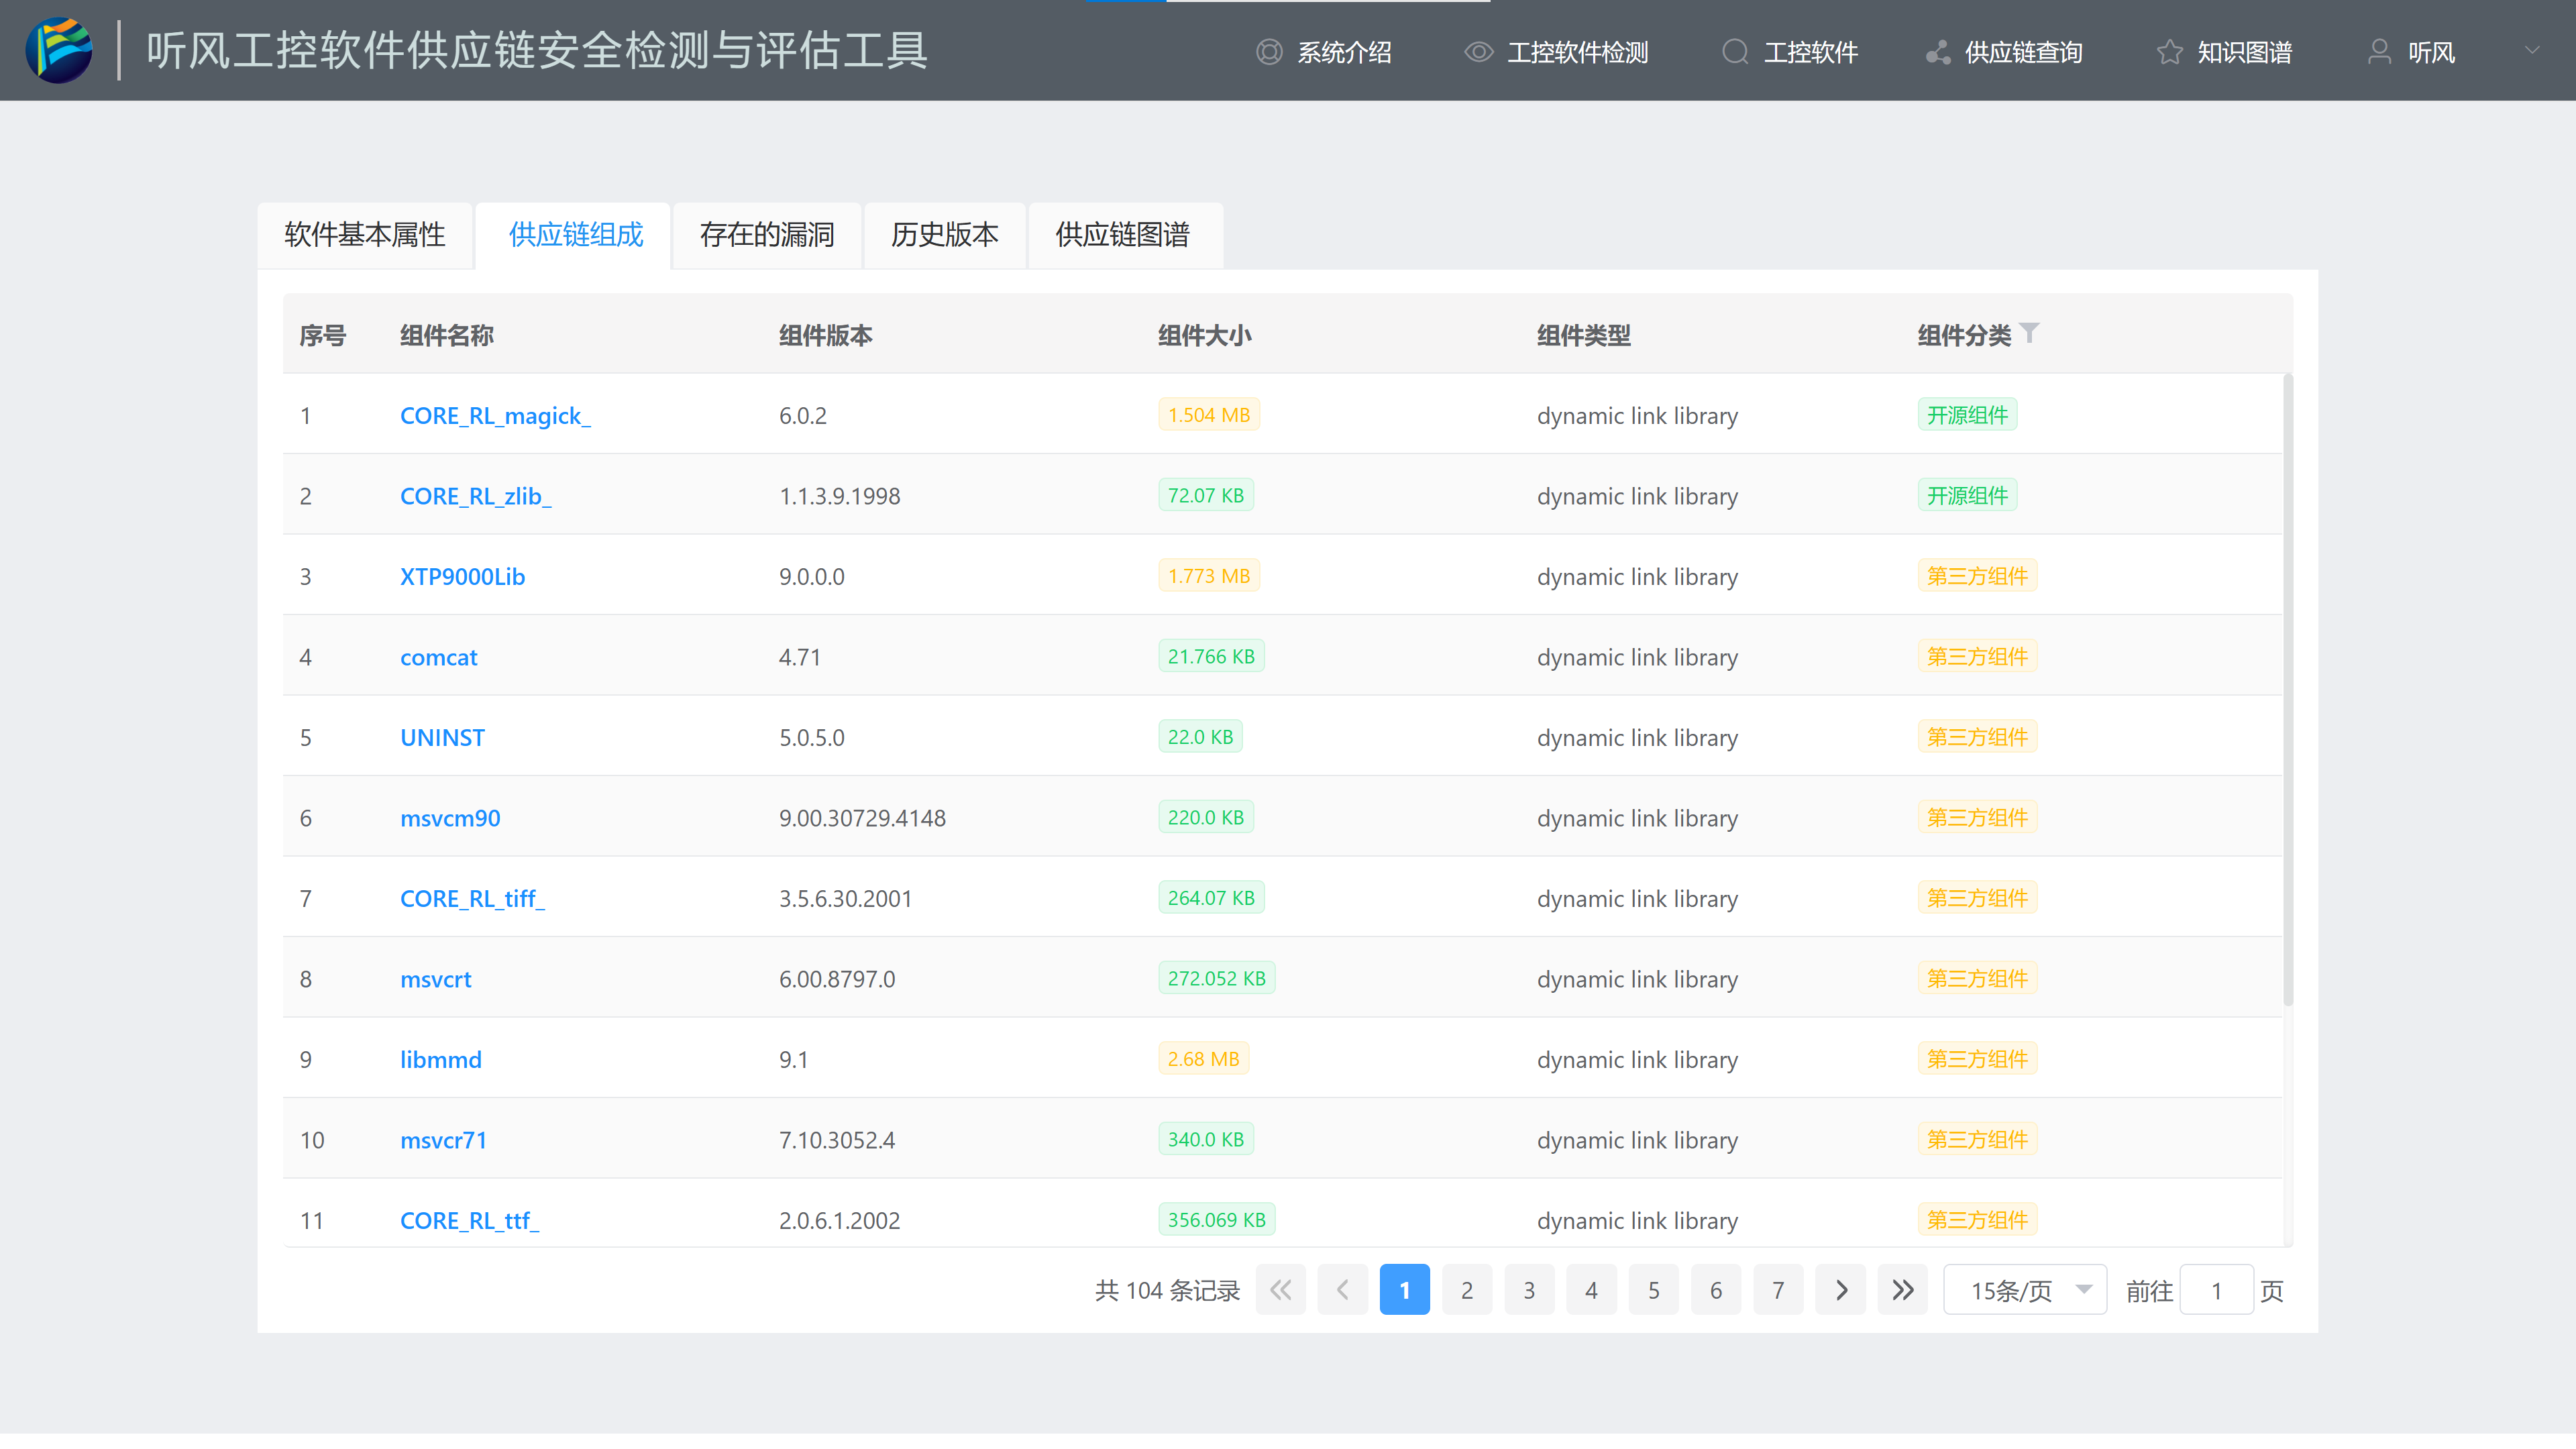 听风工控软件供应链安全检测与评估工具 系统介绍 工控软件检测 工控软件 供应链查询 知识图谱 听风
软件基本属性 供应链组成 存在的漏洞 历史版本 供应链图谱
序号 组件名称 组件版本 组件大小 组件类型 组件分类
1 CORE_RL_magick_ 6.0.2 1.504 MB dynamic link library 开源组件
2 CORE_RL_zlib_ 1.1.3.9.1998 72.07 KB dynamic link library 开源组件
3 XTP9000Lib 9.0.0.0 1.773 MB dynamic link library 第三方组件
4 comcat 4.71 21.766 KB dynamic link library 第三方组件
5 UNINST 5.0.5.0 22.0 KB dynamic link library 第三方组件
6 msvcm90 9.00.30729.4148 220.0 KB dynamic link library 第三方组件
7 CORE_RL_tiff_ 3.5.6.30.2001 264.07 KB dynamic link library 第三方组件
8 msvcrt 6.00.8797.0 272.052 KB dynamic link library 第三方组件
9 libmmd 9.1 2.68 MB dynamic link library 第三方组件
10 msvcr71 7.10.3052.4 340.0 KB dynamic link library 第三方组件
11 CORE_RL_ttf_ 2.0.6.1.2002 356.069 KB dynamic link library 第三方组件
共 104 条记录 1 2 3 4 5 6 7 15条/页 前往 1 页